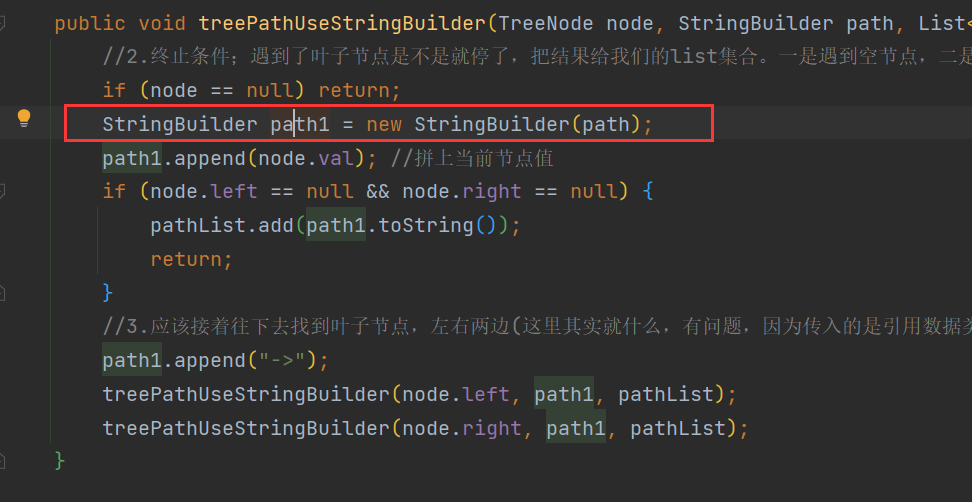 public void treePathUseStringBuilder(TreeNode node, StringBuilder path, List<
//2.终止条件；遇到了叶子节点是不是就停了，把结果给我们的list集合。一是遇到空节点，二是
if (node == null) return;
StringBuilder path1 = new StringBuilder(path);
path1.append(node.val); //拼上当前节点值
if (node.left == null && node.right == null) {
pathList.add(path1.toString());
return;
}
//3.应该接着往下去找到叶子节点，左右两边(这里其实就什么，有问题，因为传入的是引用数据类
path1.append("->");
treePathUseStringBuilder(node.left, path1, pathList);
treePathUseStringBuilder(node.right, path1, pathList);
}